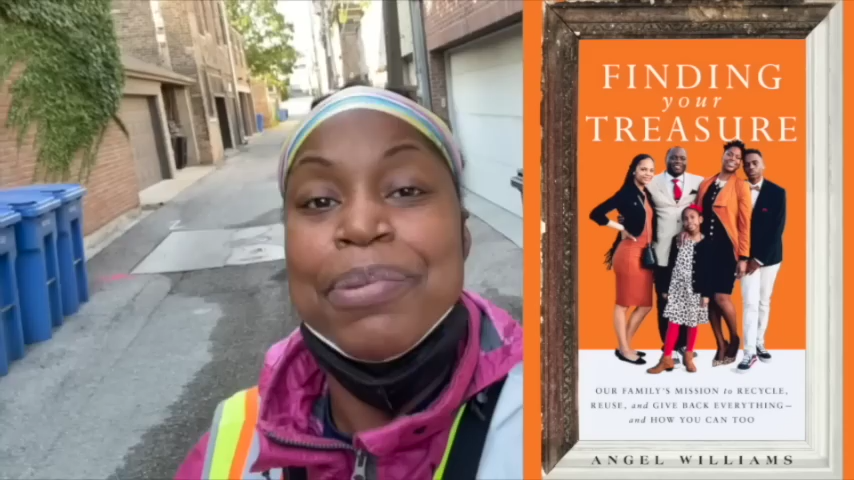 FINDING
your
TREASURE
OUR FAMILY'S MISSION to RECYCLE,
REUSE, and GIVE BACK EVERYTHING—
and HOW YOU CAN TOO
ANGEL WILLIAMS